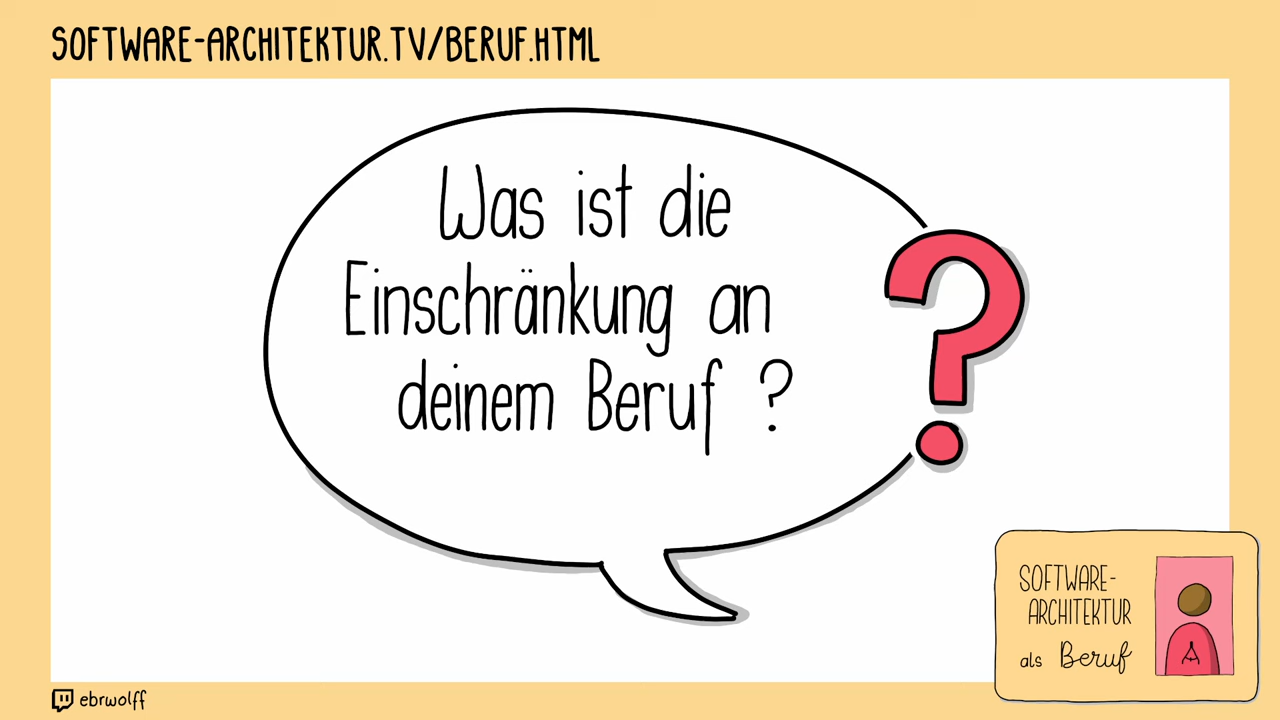 SOFTWARE-ARCHITEKTUR.TV/BERUF.HTML
Was ist die
Einschränkung an
deinem Beruf ?
SOFTWARE-
ARCHITEKTUR
als Beruf
ebrwolff